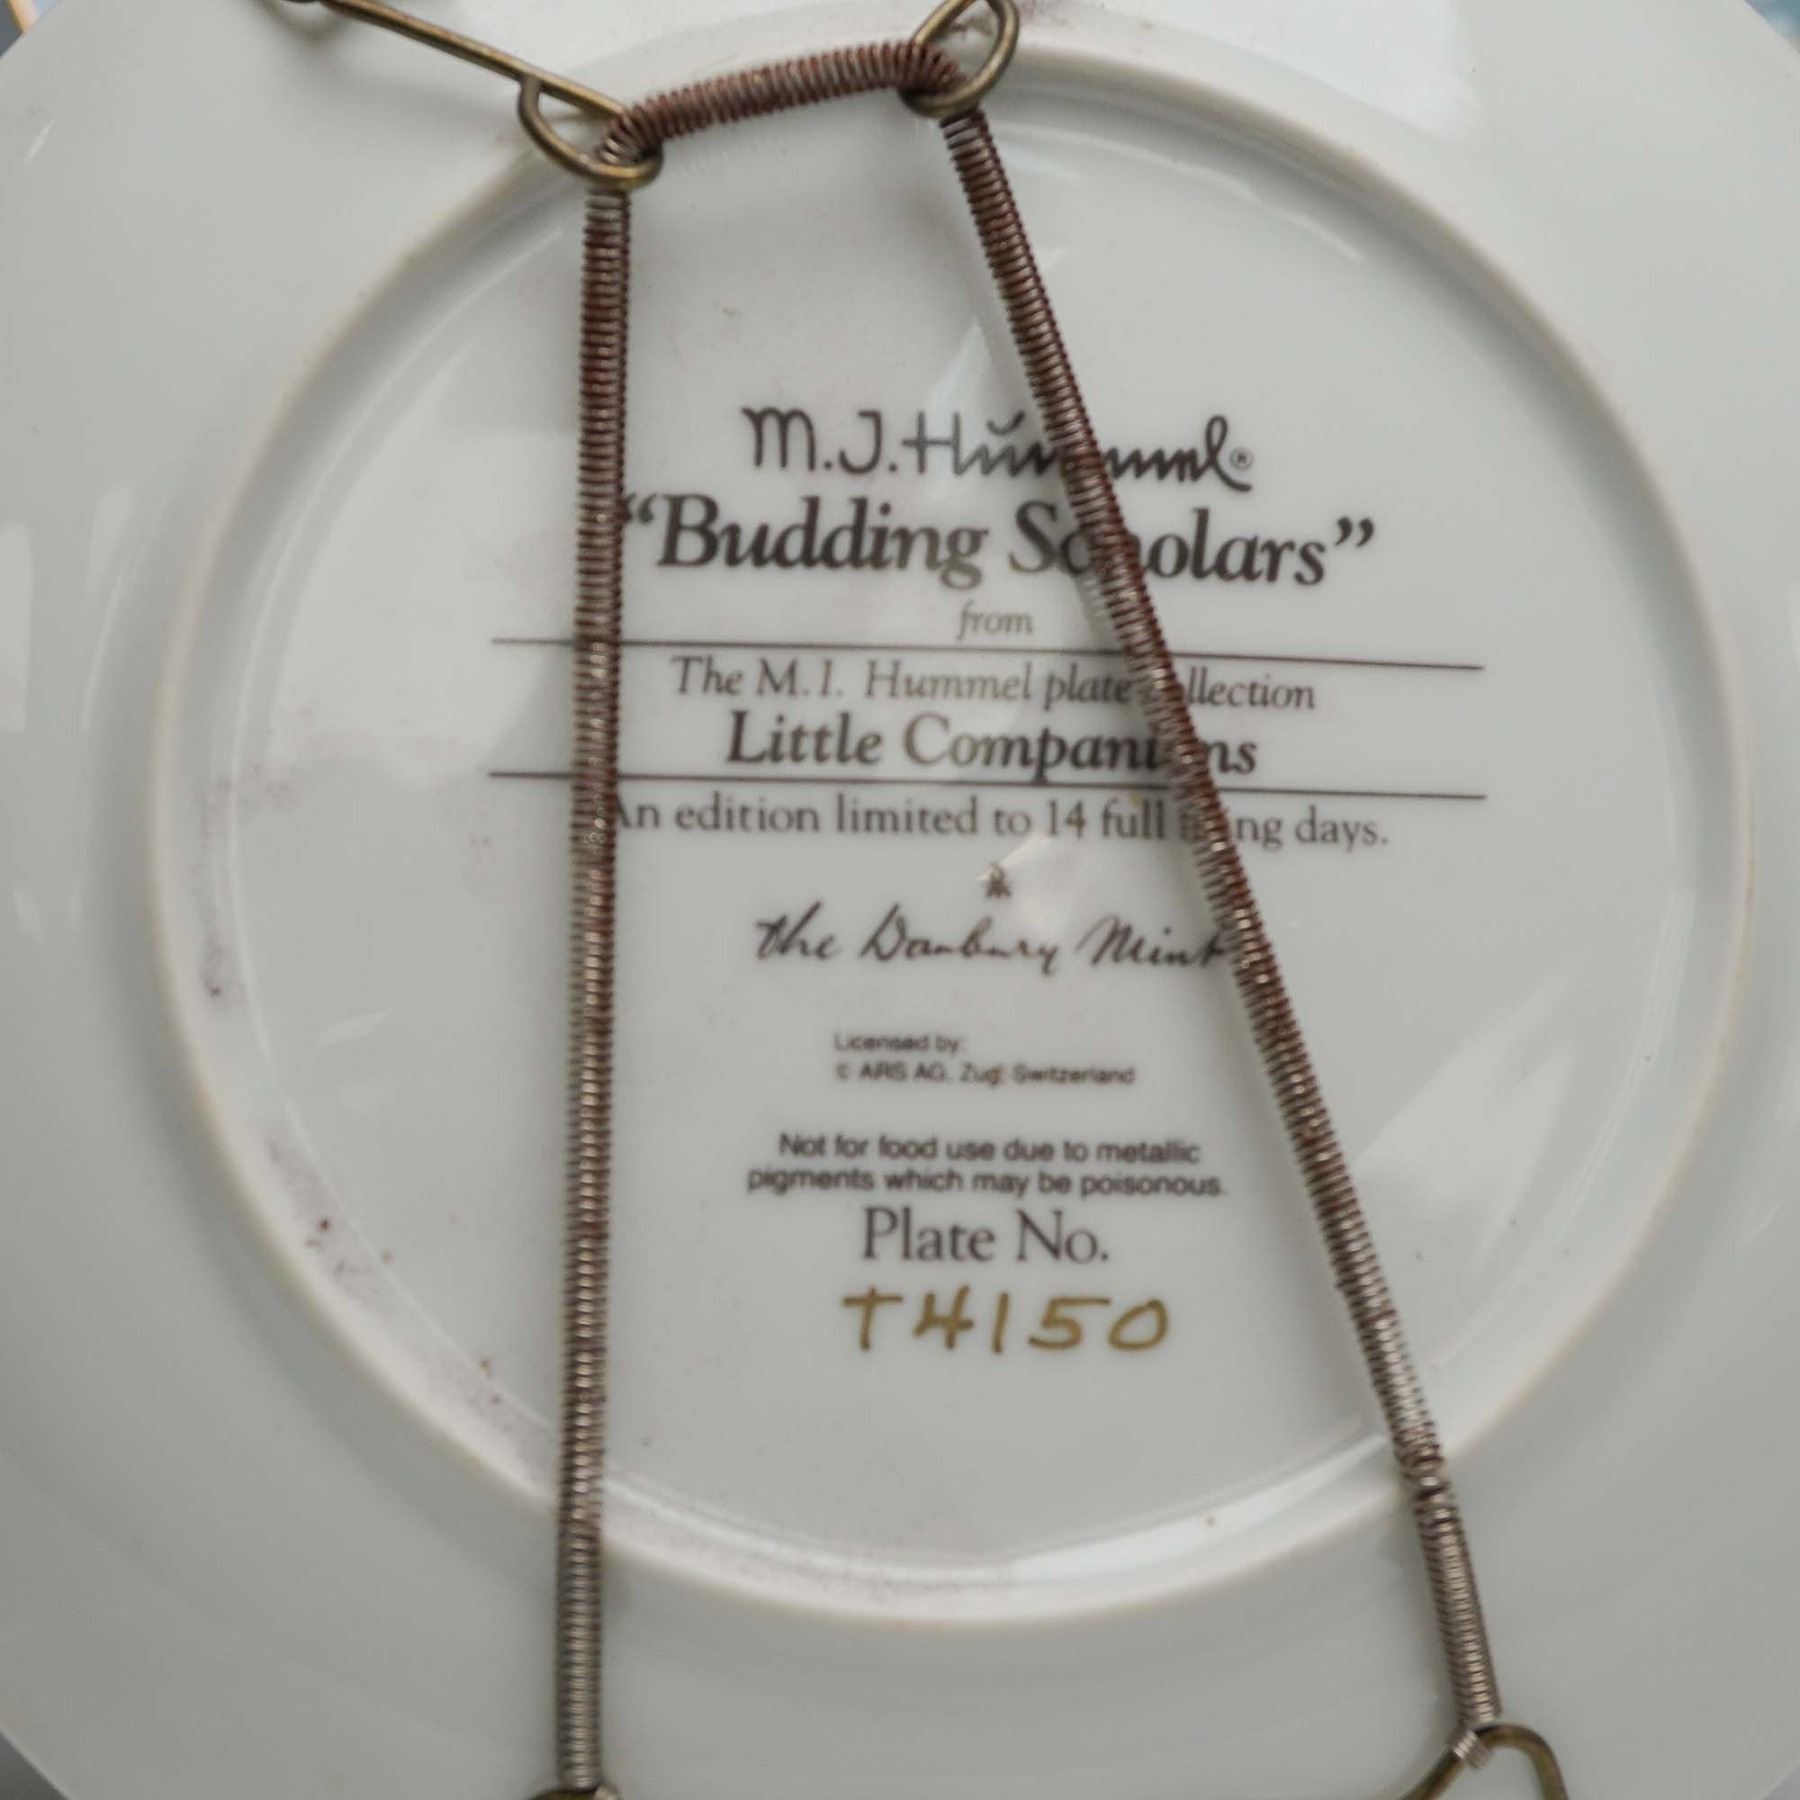 M.J.Hummel®
“Budding Scholars”
from
The M.I. Hummel plate collection
Little Companions
An edition limited to 14 full firing days.
the Danbury Mint
Licensed by:
© ARS AG, Zug, Switzerland
Not for food use due to metallic
pigments which may be poisonous.
Plate No.
T4150